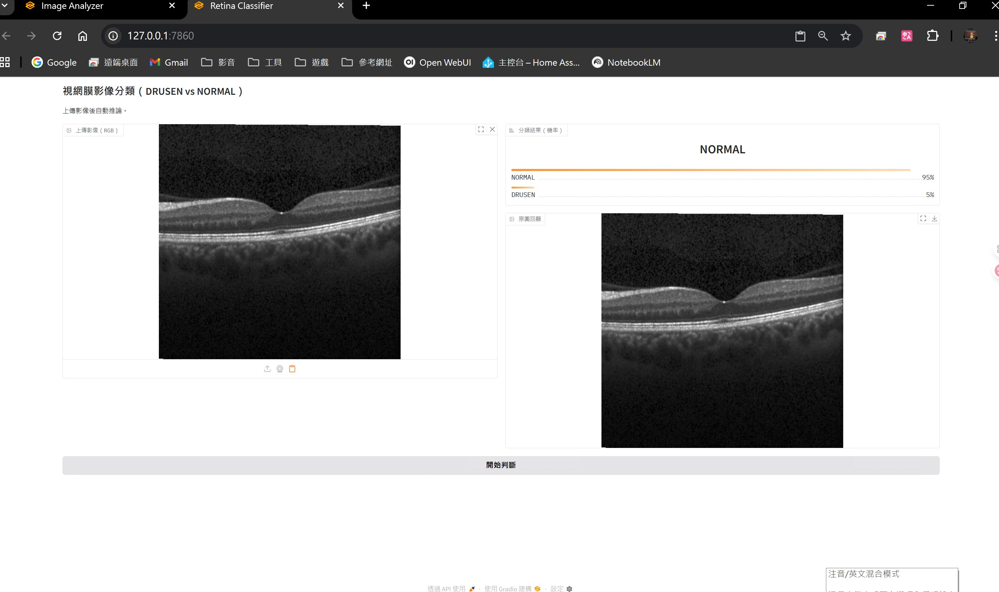 Image Analyzer
Retina Classifier
127.0.0.1:7860
Google
遠端桌面
Gmail
影音
工具
遊戲
參考網址
Open WebUI
主控台 – Home Ass...
NotebookLM
視網膜影像分類（DRUSEN vs NORMAL）
上傳影像後自動推論。
上傳影像（RGB）
分類結果（機率）
NORMAL
NORMAL 95%
DRUSEN 5%
原圖回顯
開始判斷
透過 API 使用 · 使用 Gradio 建構 · 設定
注音/英文混合模式